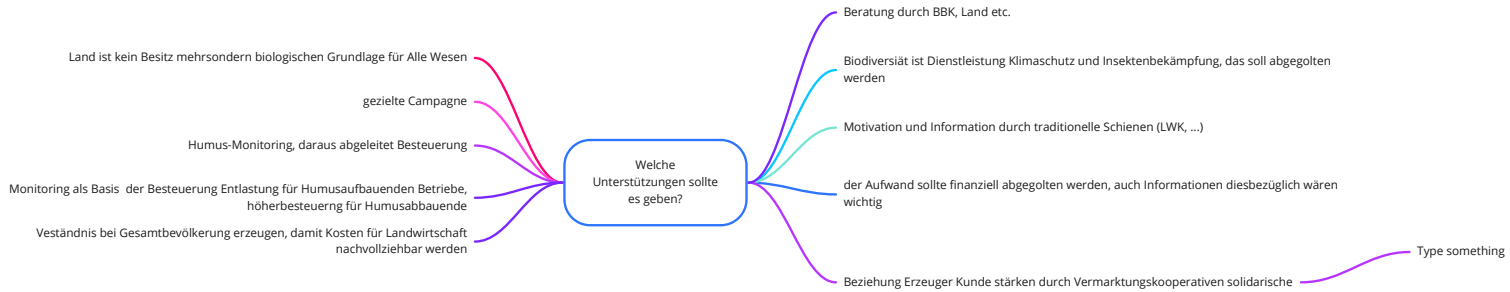 Beratung durch BBK, Land etc.
Land ist kein Besitz mehrsondern biologischen Grundlage für Alle Wesen
Biodiversiät ist Dienstleistung Klimaschutz und Insektenbekämpfung, das soll abgegolten
werden
gezielte Campagne
Motivation und Information durch traditionelle Schienen (LWK, ...)
Humus-Monitoring, daraus abgeleitet Besteuerung
Welche
Unterstützungen sollte
es geben?
Monitoring als Basis  der Besteuerung Entlastung für Humusaufbauenden Betriebe,
höherbesteuerng für Humusabbauende
der Aufwand sollte finanziell abgegolten werden, auch Informationen diesbezüglich wären
wichtig
Veständnis bei Gesamtbevölkerung erzeugen, damit Kosten für Landwirtschaft
nachvollziehbar werden
Beziehung Erzeuger Kunde stärken durch Vermarktungskooperativen solidarische
Type something